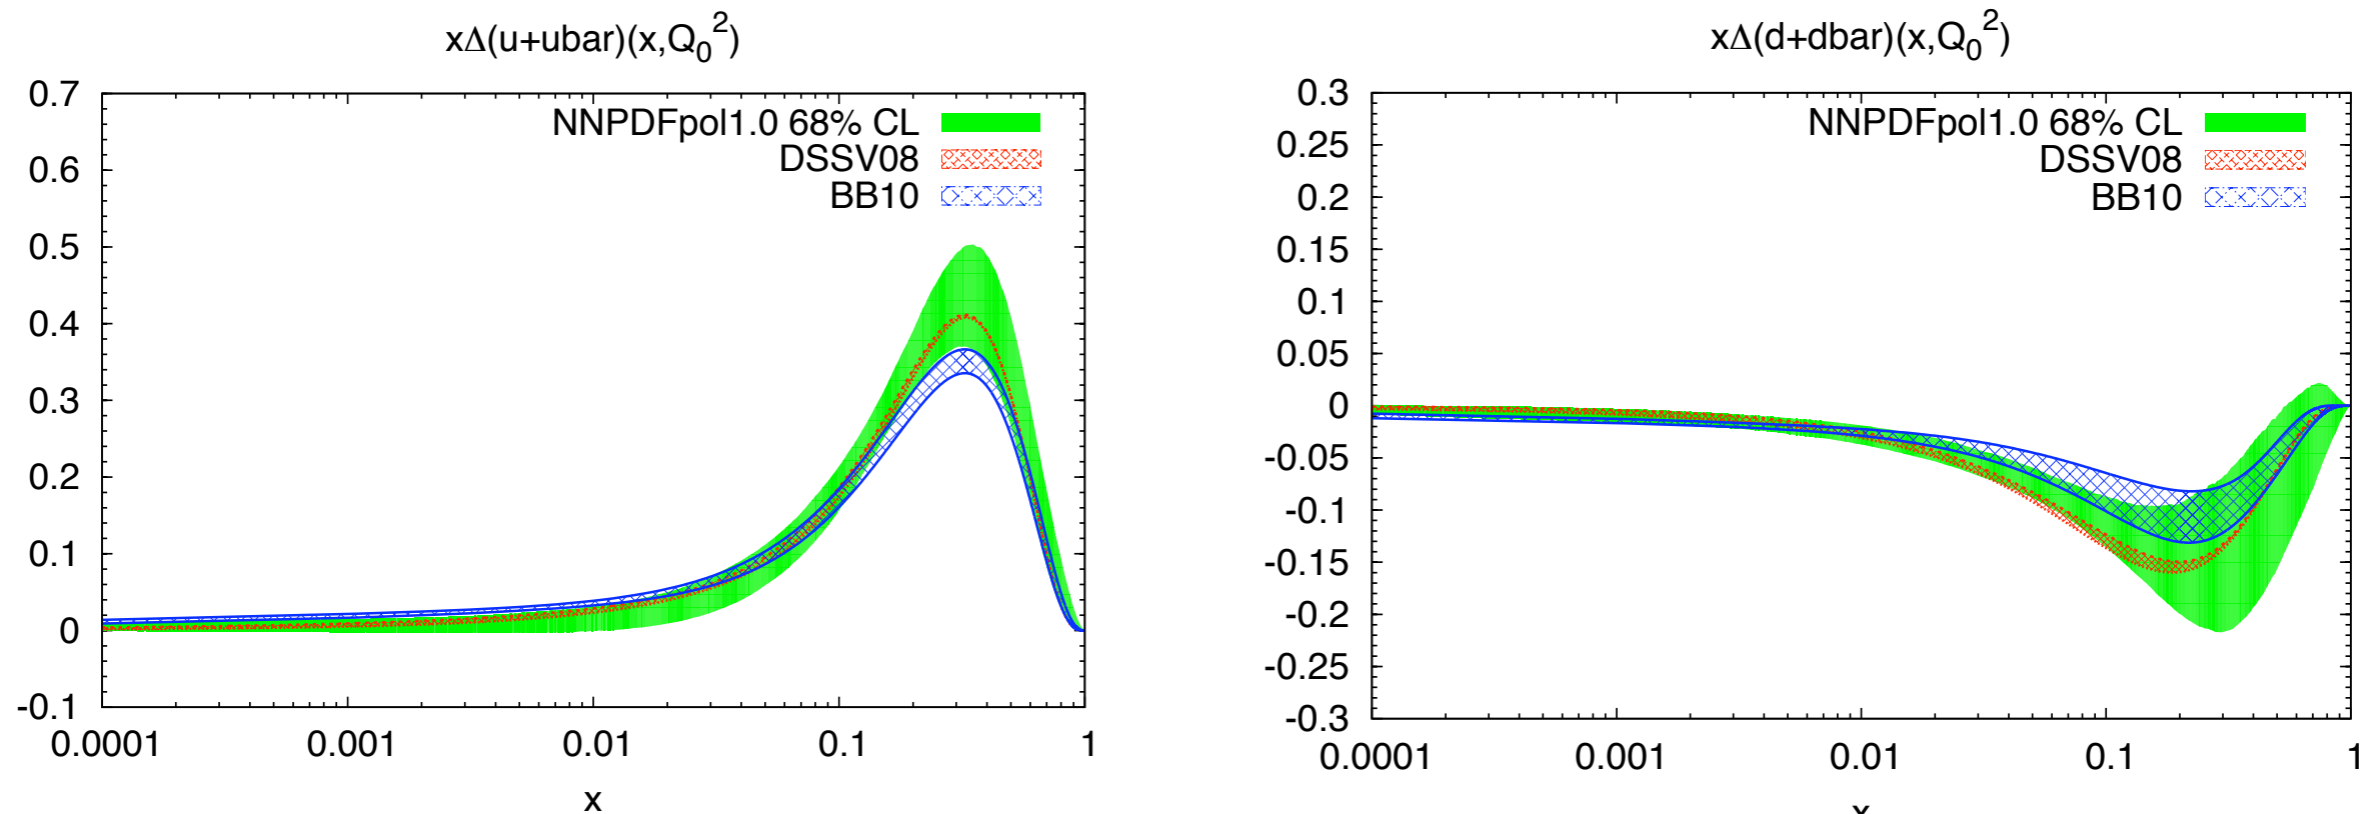 xΔ(u+ubar)(x,Q₀²)
0.7
0.6
0.5
0.4
0.3
0.2
0.1
0
-0.1
NNPDFpol1.0 68% CL
DSSV08
BB10
0.0001 0.001 0.01 0.1 1
x
xΔ(d+dbar)(x,Q₀²)
0.3
0.25
0.2
0.15
0.1
0.05
0
-0.05
-0.1
-0.15
-0.2
-0.25
-0.3
NNPDFpol1.0 68% CL
DSSV08
BB10
0.0001 0.001 0.01 0.1 1
x